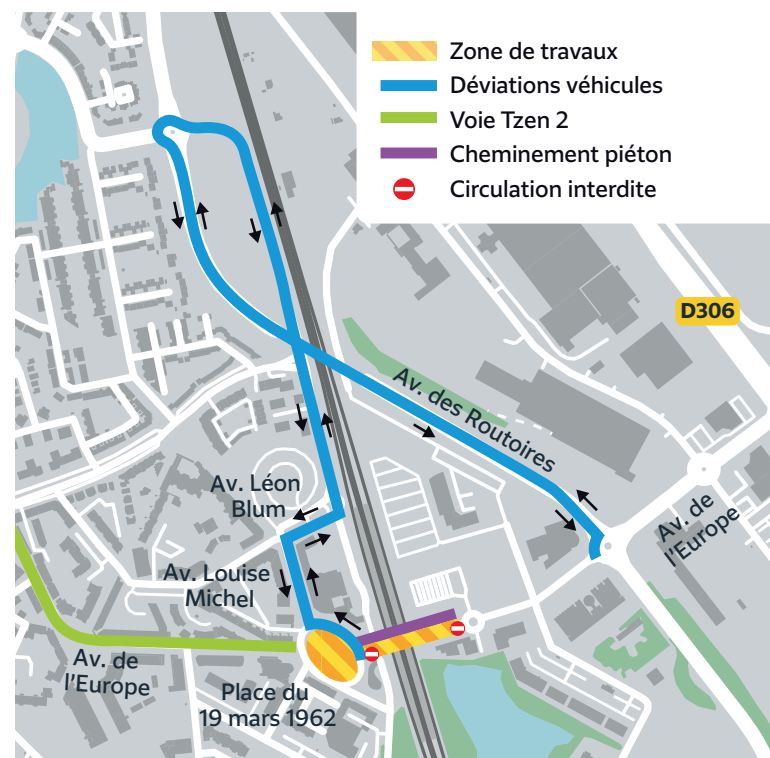 Zone de travaux
Déviations véhicules
Voie Tzen 2
Cheminement piéton
Circulation interdite
D306
Av. des Routoires
Av. de
l'Europe
Av. Léon
Blum
Av. Louise
Michel
Av. de
l'Europe
Place du
19 mars 1962